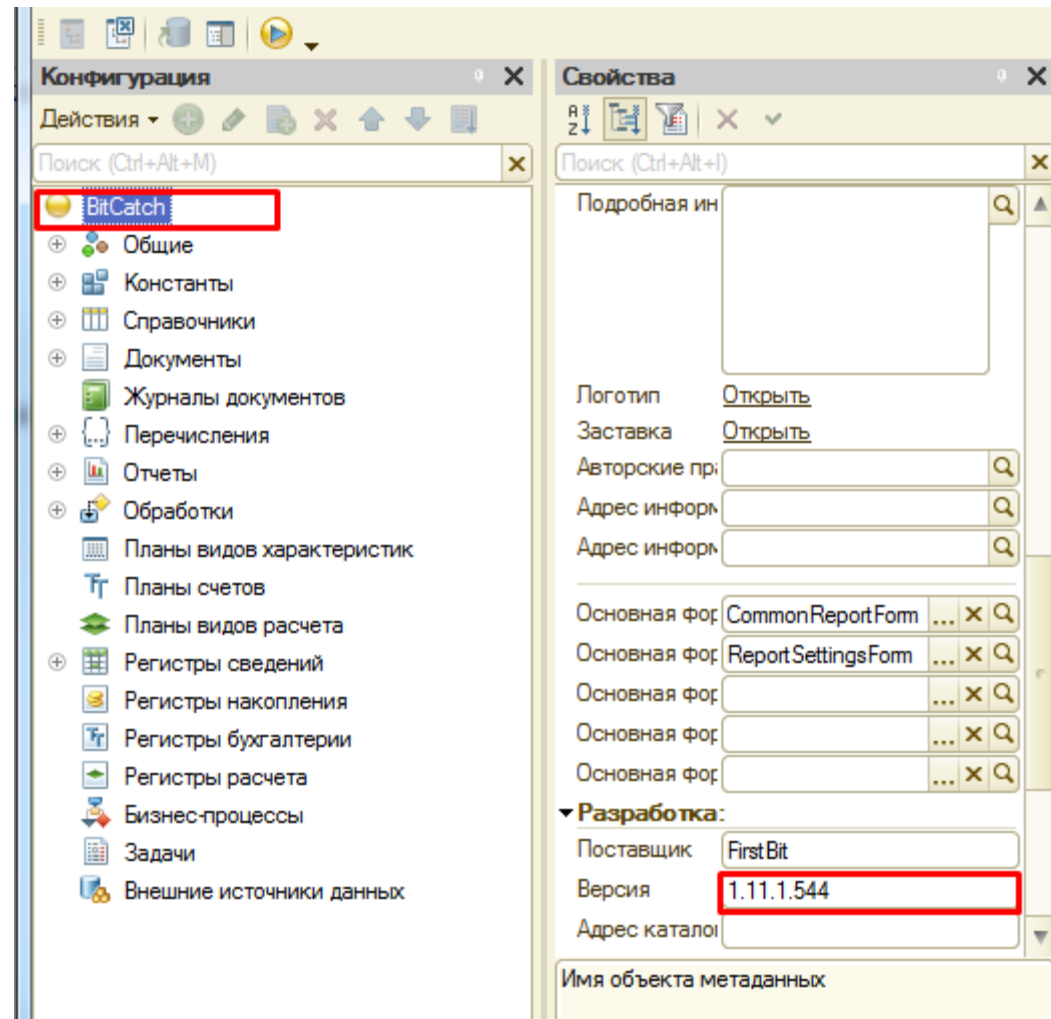 Конфигурация
Действия
Поиск (Ctrl+Alt+M)
BitCatch
Общие
Константы
Справочники
Документы
Журналы документов
Перечисления
Отчеты
Обработки
Планы видов характеристик
Планы счетов
Планы видов расчета
Регистры сведений
Регистры накопления
Регистры бухгалтерии
Регистры расчета
Бизнес-процессы
Задачи
Внешние источники данных
Свойства
Поиск (Ctrl+Alt+I)
Подробная ин
Логотип Открыть
Заставка Открыть
Авторские пра
Адрес информ
Адрес информ
Основная фор CommonReportForm ...
Основная фор ReportSettingsForm ...
Основная фор ...
Основная фор ...
Основная фор ...
Разработка:
Поставщик FirstBit
Версия 1.11.1.544
Адрес каталог
Имя объекта метаданных